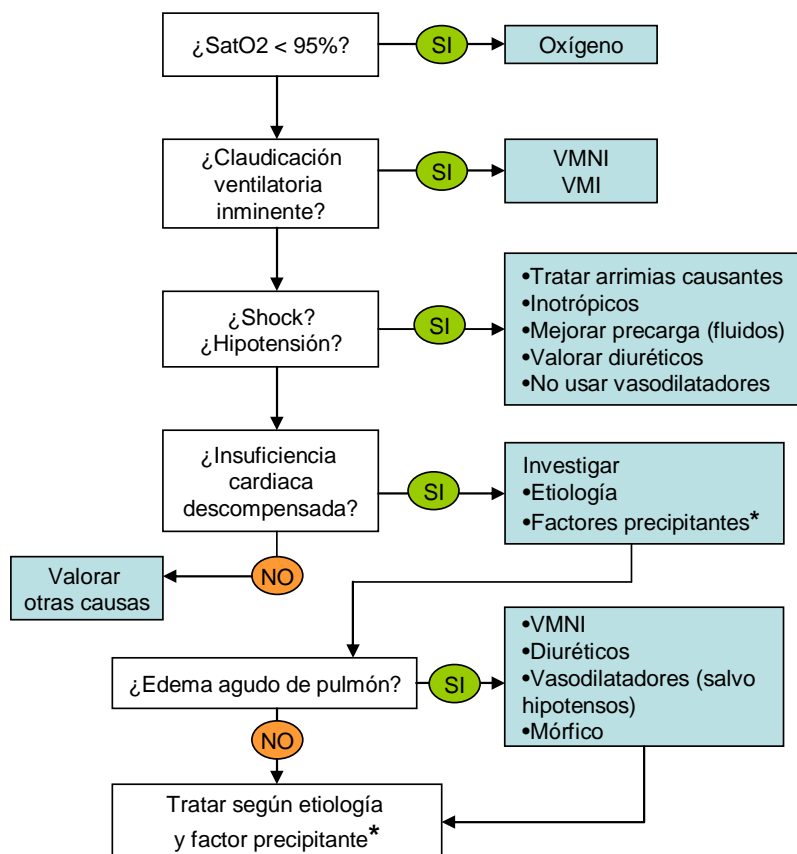 ¿SatO2 < 95%?
SI
Oxígeno
¿Claudicación
ventilatoria
inminente?
SI
VMNI
VMI
¿Shock?
¿Hipotensión?
SI
•Tratar arrimias causantes
•Inotrópicos
•Mejorar precarga (fluidos)
•Valorar diuréticos
•No usar vasodilatadores
¿Insuficiencia
cardiaca
descompensada?
SI
Investigar
•Etiología
•Factores precipitantes*
NO
Valorar
otras causas
¿Edema agudo de pulmón?
SI
•VMNI
•Diuréticos
•Vasodilatadores (salvo
hipotensos)
•Mórfico
NO
Tratar según etiología
y factor precipitante*